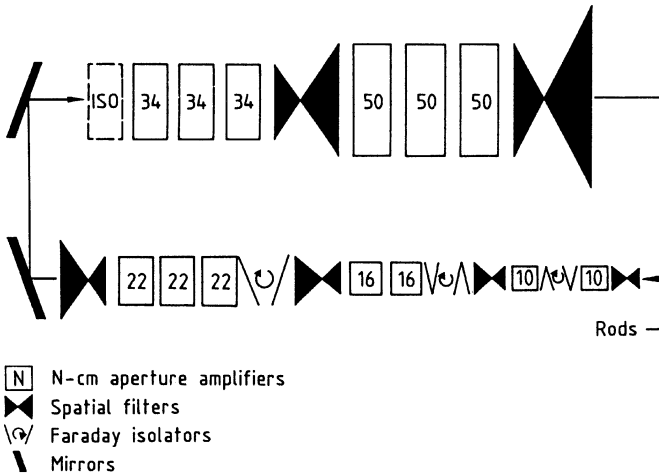 ISO 34 34 34 50 50 50
22 22 22 16 16 10 10
Rods
N N-cm aperture amplifiers
Spatial filters
Faraday isolators
Mirrors